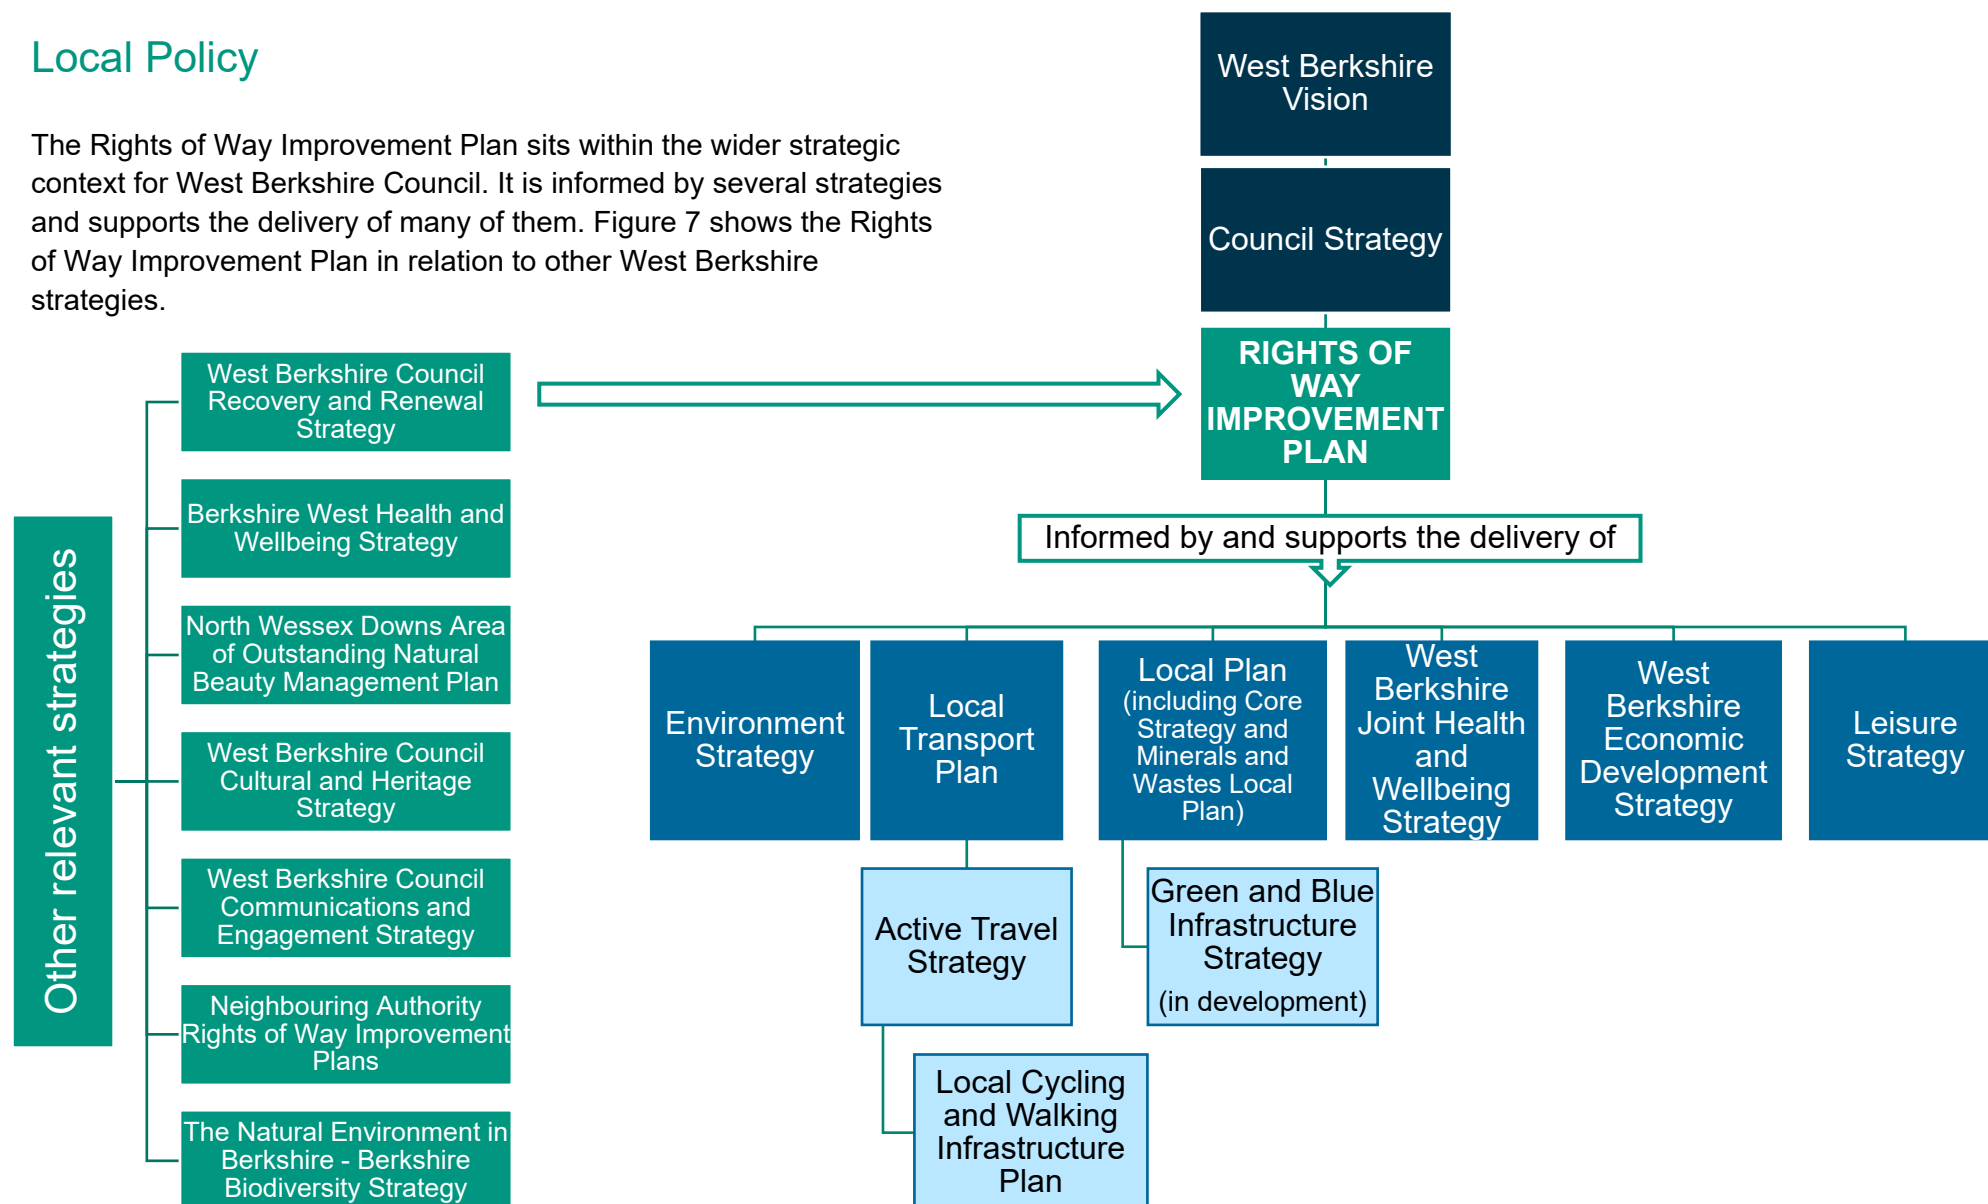 Local Policy
The Rights of Way Improvement Plan sits within the wider strategic
context for West Berkshire Council. It is informed by several strategies
and supports the delivery of many of them. Figure 7 shows the Rights
of Way Improvement Plan in relation to other West Berkshire
strategies.
West Berkshire
Vision
Council Strategy
RIGHTS OF
WAY
IMPROVEMENT
PLAN
Informed by and supports the delivery of
Other relevant strategies
West Berkshire Council
Recovery and Renewal
Strategy
Berkshire West Health and
Wellbeing Strategy
North Wessex Downs Area
of Outstanding Natural
Beauty Management Plan
West Berkshire Council
Cultural and Heritage
Strategy
West Berkshire Council
Communications and
Engagement Strategy
Neighbouring Authority
Rights of Way Improvement
Plans
The Natural Environment in
Berkshire - Berkshire
Biodiversity Strategy
Environment
Strategy
Local
Transport
Plan
Local Plan
(including Core
Strategy and
Minerals and
Wastes Local
Plan)
West
Berkshire
Joint Health
and
Wellbeing
Strategy
West
Berkshire
Economic
Development
Strategy
Leisure
Strategy
Active Travel
Strategy
Green and Blue
Infrastructure
Strategy
(in development)
Local Cycling
and Walking
Infrastructure
Plan